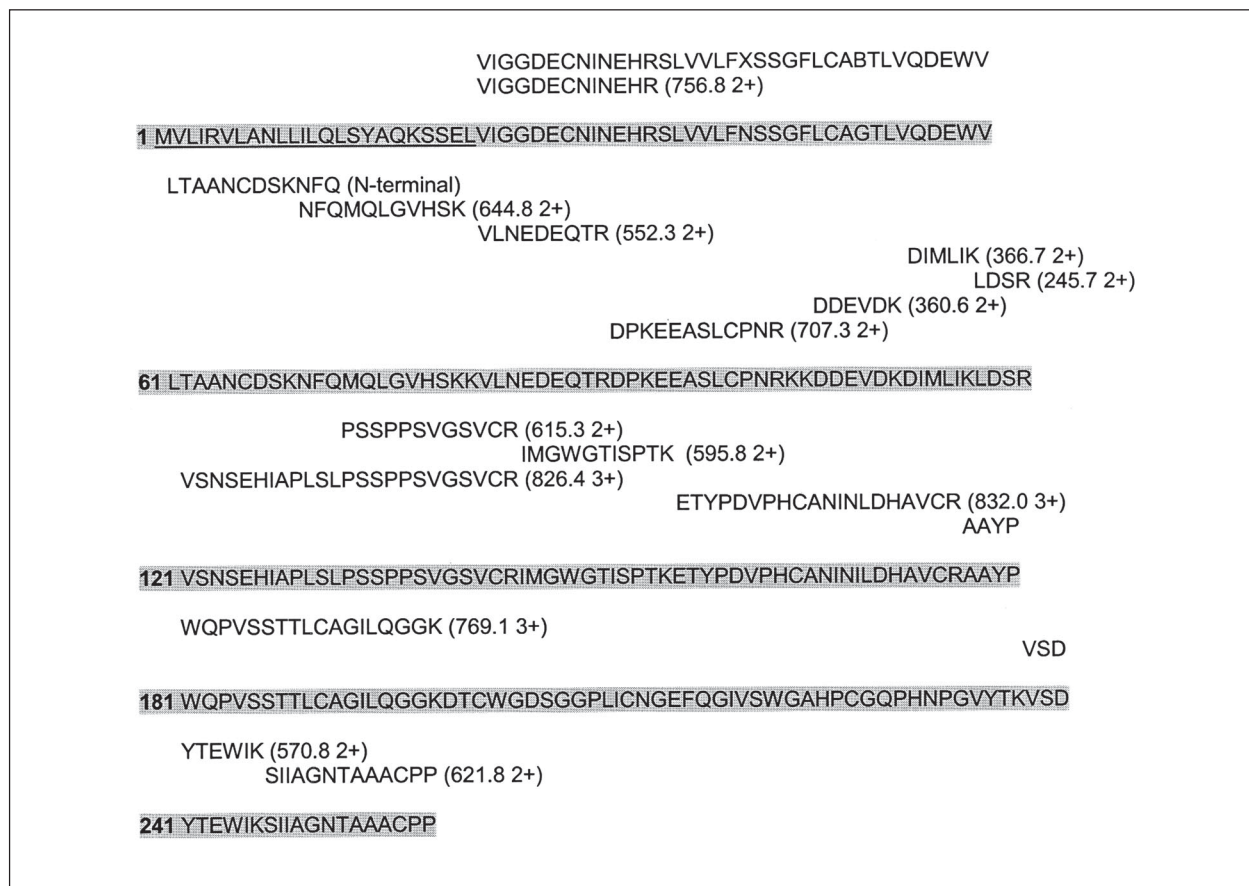 VIGGDECNINEHRSLVVLFXSSGFLCABTLVQDEWV
VIGGDECNINEHR (756.8 2+)
1 MVLIRVLANLLILQLSYAQKSSELVIGGDECNINEHRSLVVLFNSSGFLCAGTLVQDEWV
LTAANCDSKNFQ (N-terminal)
NFQMQLGVHSK (644.8 2+)
VLNEDEQTR (552.3 2+)
DIMLIK (366.7 2+)
LDSR (245.7 2+)
DDEVDK (360.6 2+)
DPKEEASLCPNR (707.3 2+)
61 LTAANCDSKNFQMQLGVHSKKVLNEDEQTRDPKEEASLCPNRKKDDEVDKDIMLIKLDSR
PSSPPSVGSVCR (615.3 2+)
IMGWGTISPTK (595.8 2+)
VSNSEHIAPLSLPSSPPSVGSVCR (826.4 3+)
ETYPDVPHCANINLDHAVCR (832.0 3+)
AAYP
121 VSNSEHIAPLSLPSSPPSVGSVCRIMGWGTISPTKETYPDVPHCANINILDHAVCRAAYP
WQPVSSTTLCAGILQGGK (769.1 3+)
VSD
181 WQPVSSTTLCAGILQGGKDTCWGDSGGPLICNGEFQGIVSWGAHPCGQPHNPGVYTKVSD
YTEWIK (570.8 2+)
SIIAGNTAAACPP (621.8 2+)
241 YTEWIKSIIAGNTAAACPP